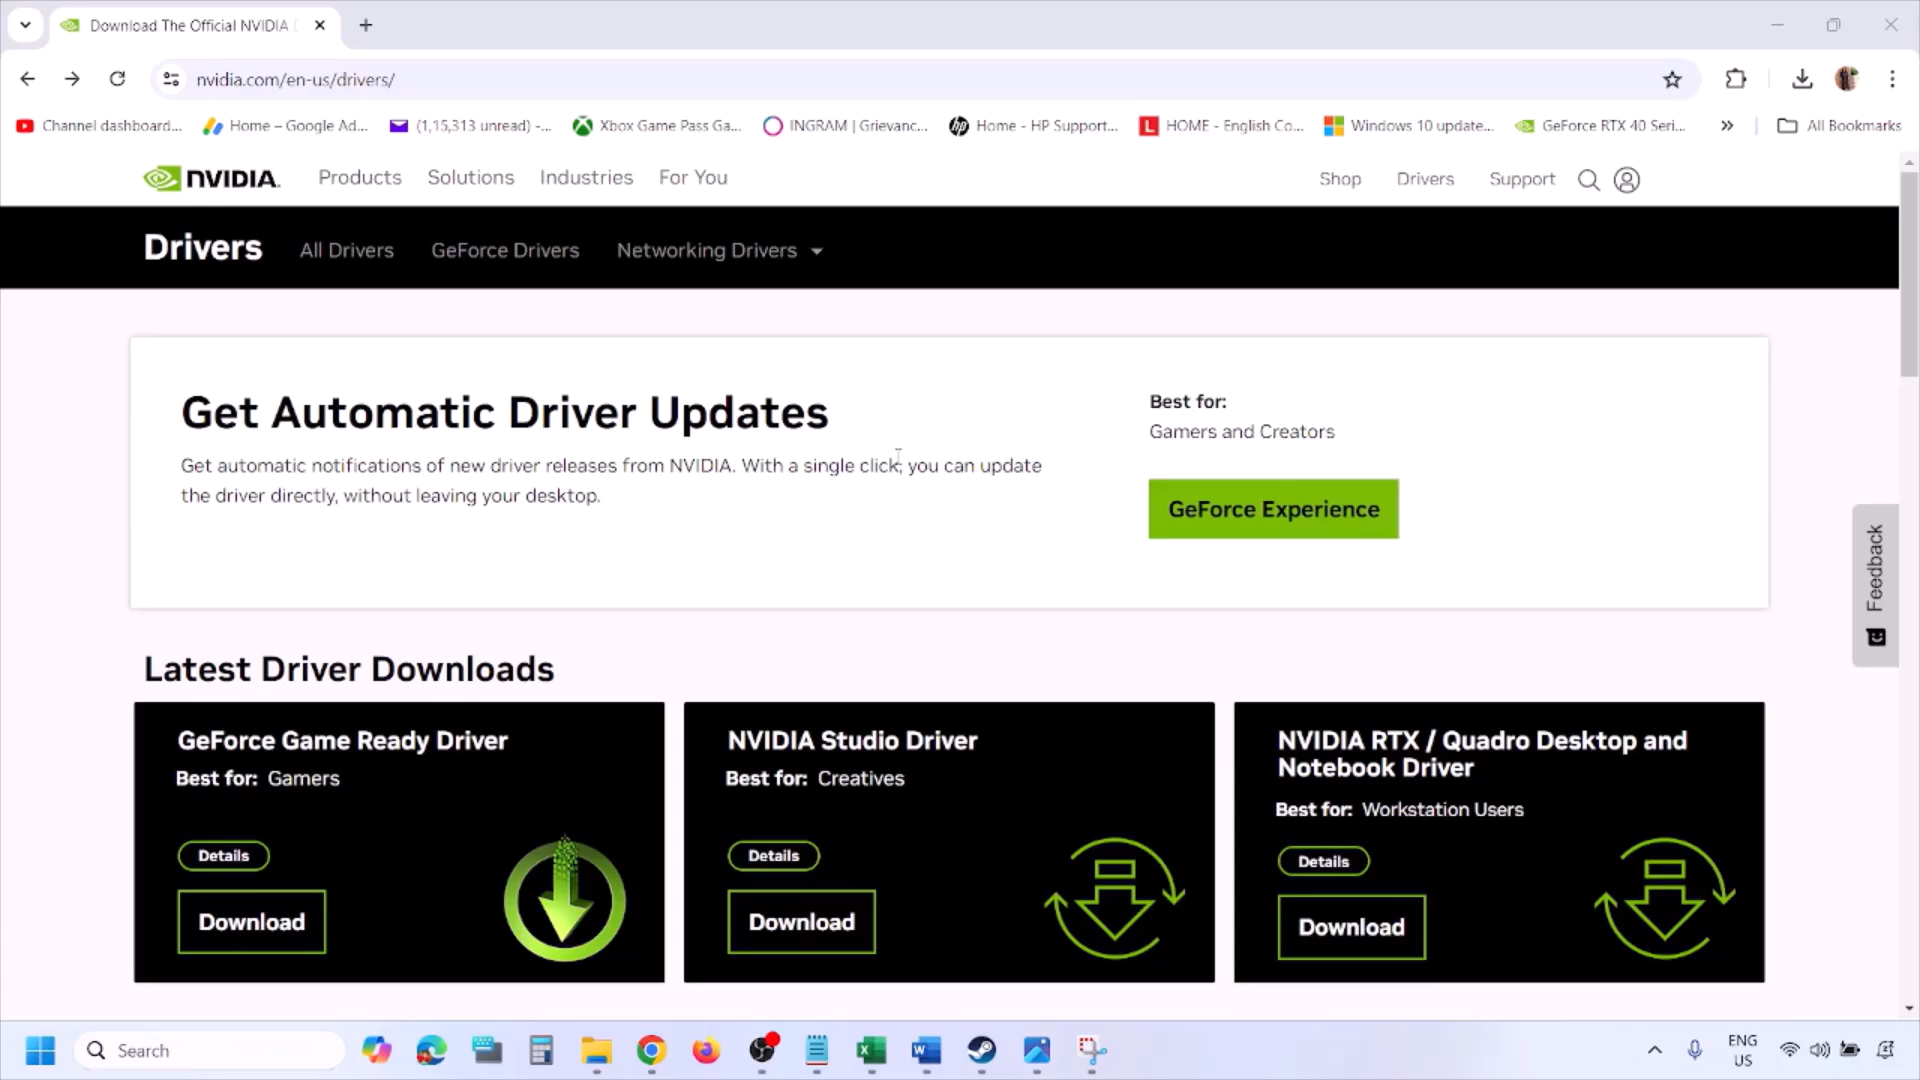 Download The Official NVIDIA D
nvidia.com/en-us/drivers/
Channel dashboard...
Home – Google Ad...
(1,15,313 unread) -...
Xbox Game Pass Ga...
INGRAM | Grievanc...
hp
Home - HP Support...
L
HOME - English Co...
Windows 10 update...
GeForce RTX 40 Seri...
All Bookmarks
NVIDIA.
Products
Solutions
Industries
For You
Shop
Drivers
Support
Drivers
All Drivers
GeForce Drivers
Networking Drivers
Get Automatic Driver Updates
Get automatic notifications of new driver releases from NVIDIA. With a single click, you can update
the driver directly, without leaving your desktop.
Best for:
Gamers and Creators
GeForce Experience
Feedback
Latest Driver Downloads
GeForce Game Ready Driver
Best for: Gamers
Details
Download
NVIDIA Studio Driver
Best for: Creatives
Details
Download
NVIDIA RTX / Quadro Desktop and
Notebook Driver
Best for: Workstation Users
Details
Download
Search
ENG
US